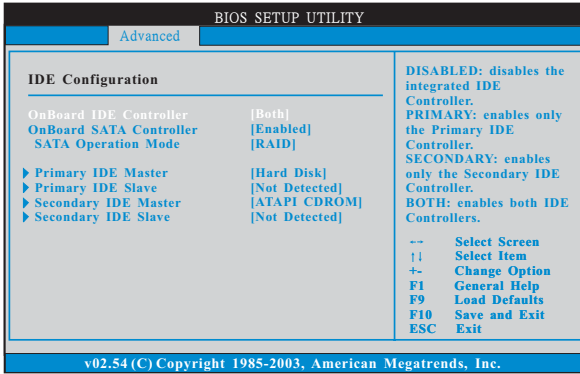 BIOS SETUP UTILITY
Advanced
IDE Configuration
OnBoard IDE Controller [Both]
OnBoard SATA Controller [Enabled]
SATA Operation Mode [RAID]
Primary IDE Master [Hard Disk]
Primary IDE Slave [Not Detected]
Secondary IDE Master [ATAPI CDROM]
Secondary IDE Slave [Not Detected]
DISABLED: disables the
integrated IDE
Controller.
PRIMARY: enables only
the Primary IDE
Controller.
SECONDARY: enables
only the Secondary IDE
Controller.
BOTH: enables both IDE
Controllers.
←→ Select Screen
↑↓ Select Item
+- Change Option
F1 General Help
F9 Load Defaults
F10 Save and Exit
ESC Exit
v02.54 (C) Copyright 1985-2003, American Megatrends, Inc.